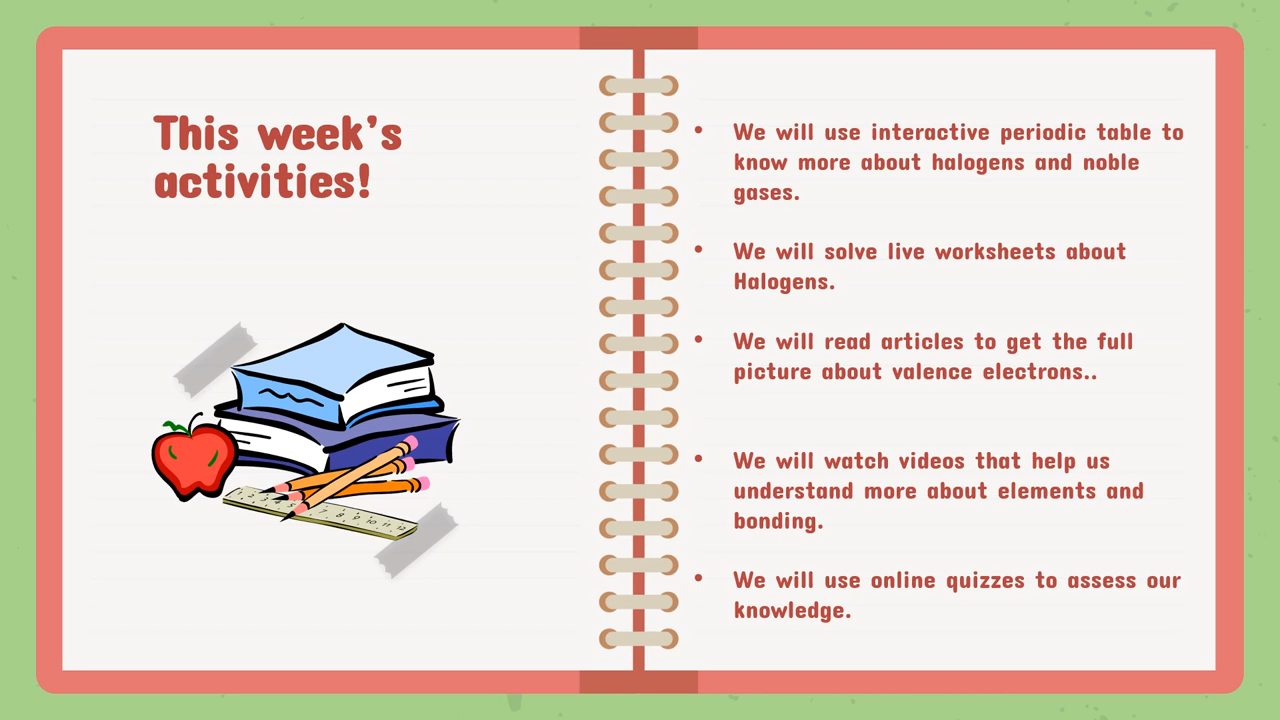 This week's
activities!
• We will use interactive periodic table to
know more about halogens and noble
gases.
• We will solve live worksheets about
Halogens.
• We will read articles to get the full
picture about valence electrons..
• We will watch videos that help us
understand more about elements and
bonding.
• We will use online quizzes to assess our
knowledge.